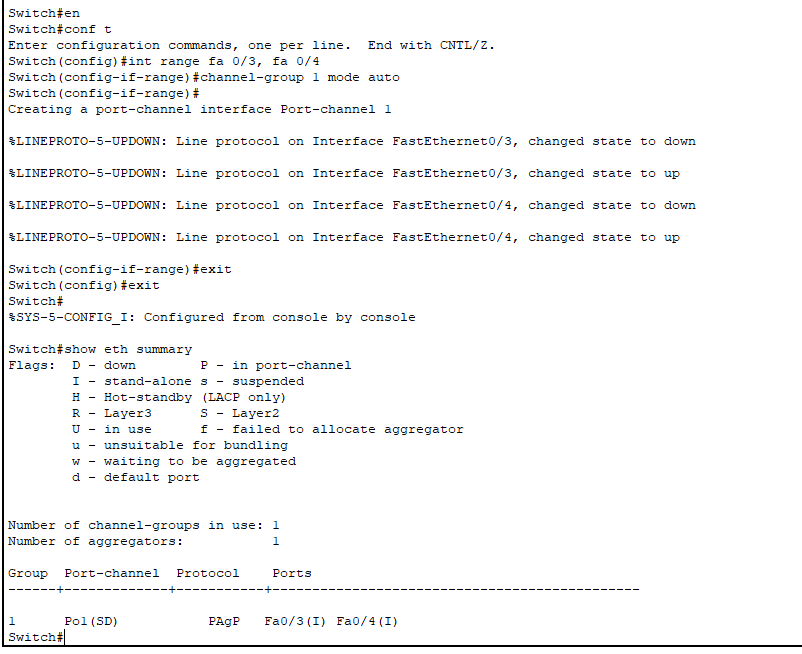 Switch#en
Switch#conf t
Enter configuration commands, one per line.  End with CNTL/Z.
Switch(config)#int range fa 0/3, fa 0/4
Switch(config-if-range)#channel-group 1 mode auto
Switch(config-if-range)#
Creating a port-channel interface Port-channel 1

%LINEPROTO-5-UPDOWN: Line protocol on Interface FastEthernet0/3, changed state to down

%LINEPROTO-5-UPDOWN: Line protocol on Interface FastEthernet0/3, changed state to up

%LINEPROTO-5-UPDOWN: Line protocol on Interface FastEthernet0/4, changed state to down

%LINEPROTO-5-UPDOWN: Line protocol on Interface FastEthernet0/4, changed state to up

Switch(config-if-range)#exit
Switch(config)#exit
Switch#
%SYS-5-CONFIG_I: Configured from console by console

Switch#show eth summary
Flags:  D - down        P - in port-channel
        I - stand-alone s - suspended
        H - Hot-standby (LACP only)
        R - Layer3      S - Layer2
        U - in use      f - failed to allocate aggregator
        u - unsuitable for bundling
        w - waiting to be aggregated
        d - default port


Number of channel-groups in use: 1
Number of aggregators:           1

Group  Port-channel  Protocol    Ports
------+-------------+-----------+----------------------------------------------

1      Po1(SD)           PAgP   Fa0/3(I) Fa0/4(I)
Switch#